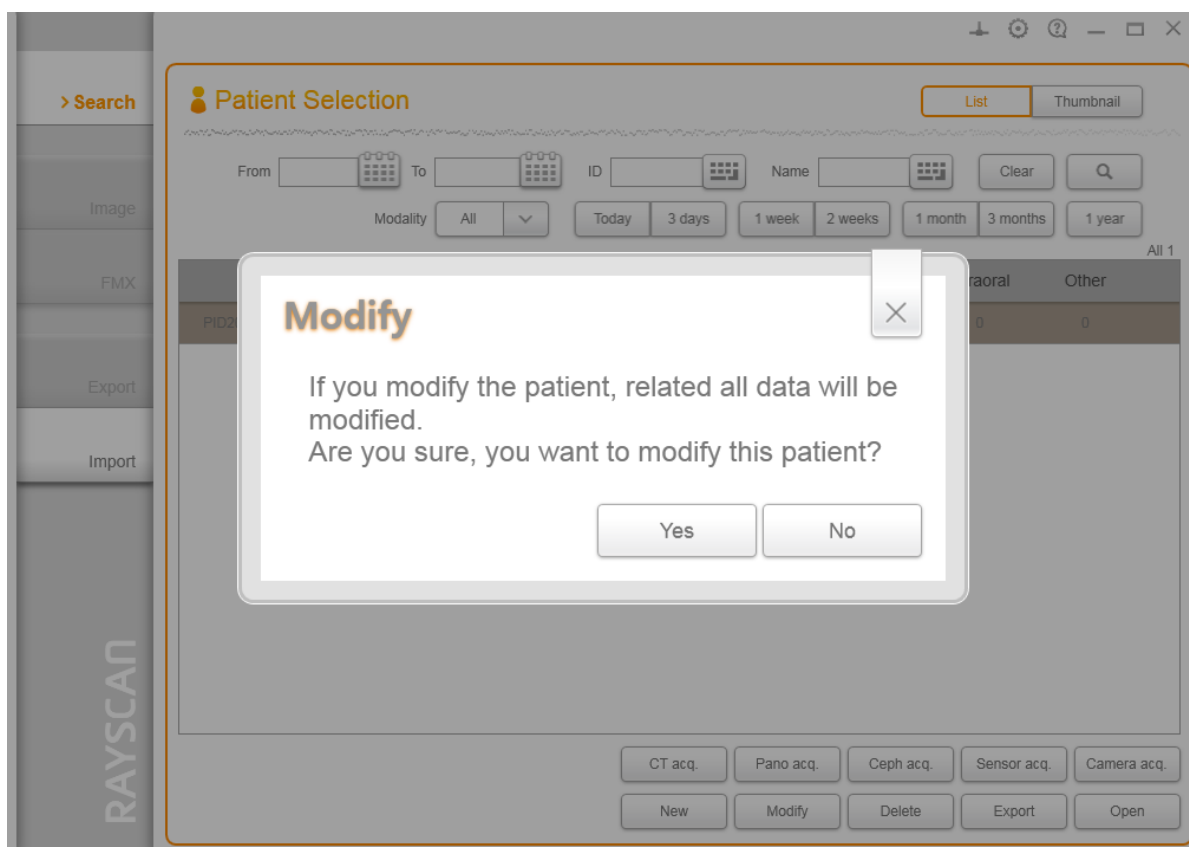 > Search
Patient Selection
List
Thumbnail
From
To
ID
Name
Clear
Image
Modality
All
Today
3 days
1 week
2 weeks
1 month
3 months
1 year
All 1
FMX
Other
0
0
Modify
If you modify the patient, related all data will be
modified.
Are you sure, you want to modify this patient?
Yes
No
Export
Import
RAYSCAN
CT acq.
Pano acq.
Ceph acq.
Sensor acq.
Camera acq.
New
Modify
Delete
Export
Open